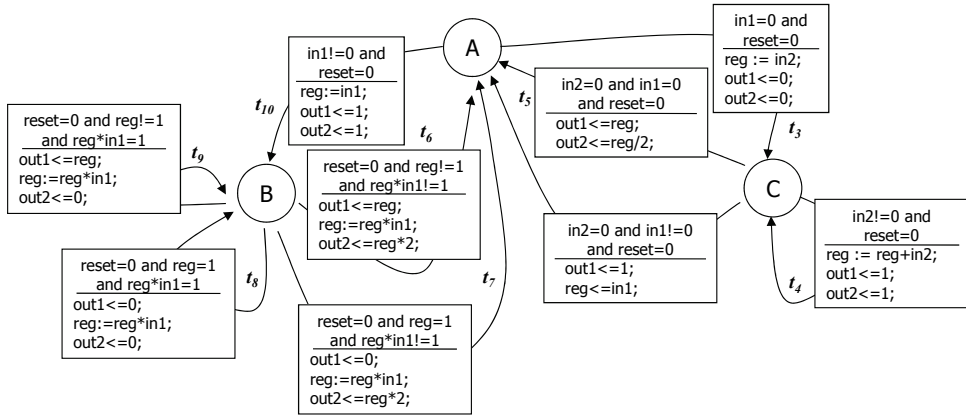 A
in1=0 and
reset=0
reg := in2;
out1<=0;
out2<=0;
t3
in1!=0 and
reset=0
reg:=in1;
out1<=1;
out2<=1;
t10
in2=0 and in1=0
and reset=0
out1<=reg;
out2<=reg/2;
t5
reset=0 and reg!=1
and reg*in1=1
out1<=reg;
reg:=reg*in1;
out2<=0;
t9
B
reset=0 and reg!=1
and reg*in1!=1
out1<=reg;
reg:=reg*in1;
out2<=reg*2;
t6
C
in2=0 and in1!=0
and reset=0
out1<=1;
reg<=in1;
in2!=0 and
reset=0
reg := reg+in2;
out1<=1;
out2<=1;
t4
reset=0 and reg=1
and reg*in1=1
out1<=0;
reg:=reg*in1;
out2<=0;
t8
reset=0 and reg=1
and reg*in1!=1
out1<=0;
reg:=reg*in1;
out2<=reg*2;
t7